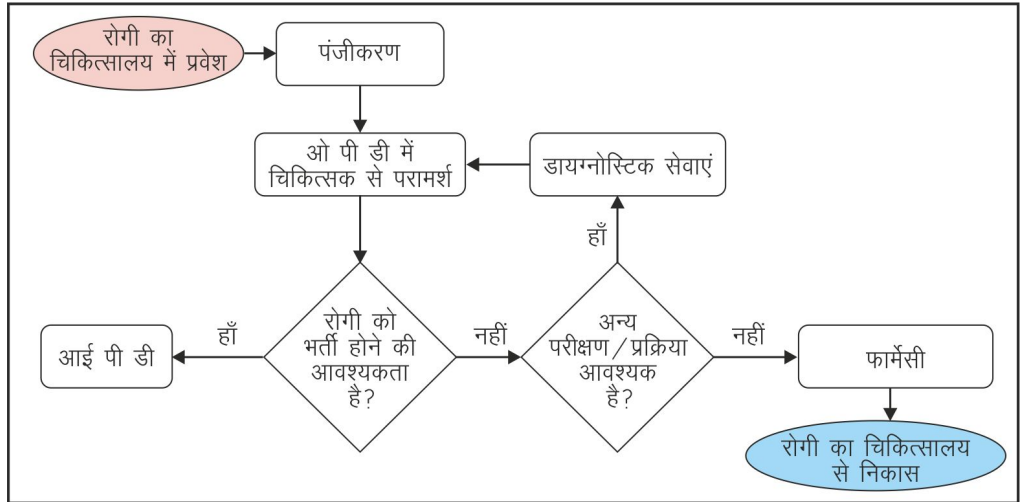 रोगी का
चिकित्सालय में प्रवेश
पंजीकरण
ओ पी डी में
चिकित्सक से परामर्श
डायग्नोस्टिक सेवाएं
हाँ
रोगी को
भर्ती होने की
आवश्यकता
है?
हाँ
आई पी डी
नहीं
अन्य
परीक्षण/प्रक्रिया
आवश्यक
है?
नहीं
फार्मेसी
रोगी का चिकित्सालय
से निकास